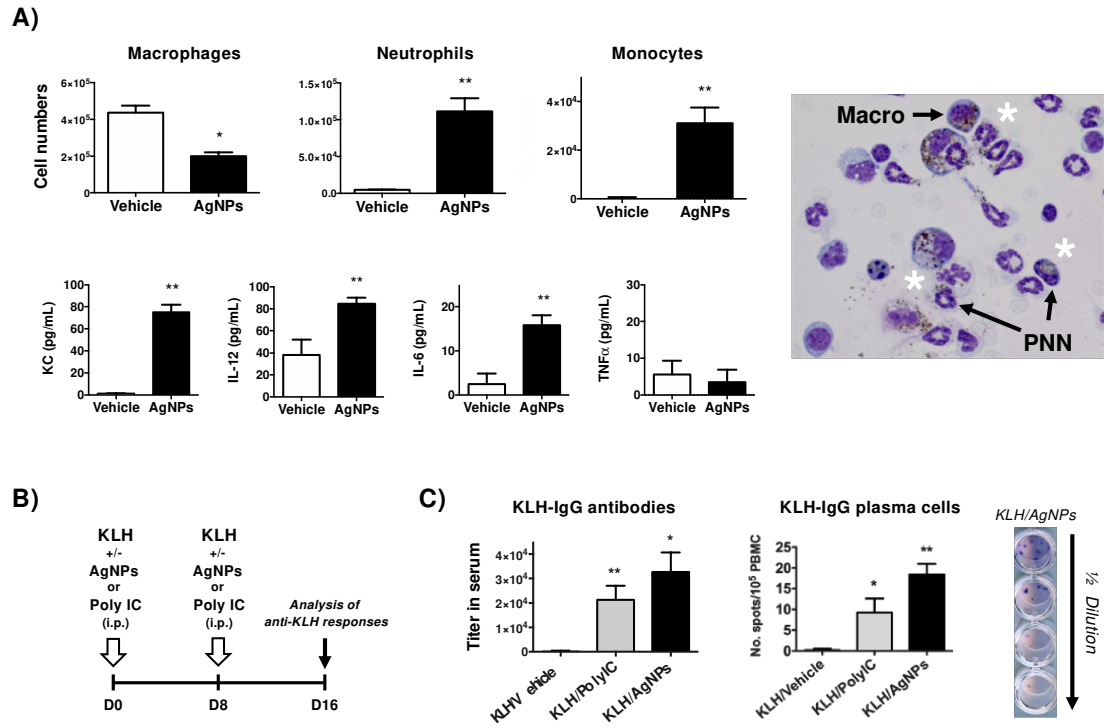 A)
Macrophages
Neutrophils
Monocytes
Cell numbers
6×10⁵
4×10⁵
2×10⁵
0
*
Vehicle
AgNPs
1.5×10⁵
1.0×10⁵
5.0×10⁴
0.0
**
Vehicle
AgNPs
4×10⁴
2×10⁴
0
**
Vehicle
AgNPs
Macro
*
*
*
PNN
KC (pg/mL)
100
80
60
40
20
0
**
Vehicle
AgNPs
IL-12 (pg/mL)
100
80
60
40
20
0
**
Vehicle
AgNPs
IL-6 (pg/mL)
20
10
0
**
Vehicle
AgNPs
TNFα (pg/mL)
30
20
10
0
Vehicle
AgNPs
B)
KLH
+/-
AgNPs
or
Poly IC
(i.p.)
KLH
+/-
AgNPs
or
Poly IC
(i.p.)
Analysis of
anti-KLH responses
D0
D8
D16
C)
KLH-IgG antibodies
Titer in serum
4×10⁴
3×10⁴
2×10⁴
1×10⁴
0
**
*
KLH/V ehicle
KLH/PolyIC
KLH/AgNPs
KLH-IgG plasma cells
No. spots/10⁵ PBMC
25
20
15
10
5
0
*
**
KLH/Vehicle
KLH/PolyIC
KLH/AgNPs
KLH/AgNPs
½ Dilution